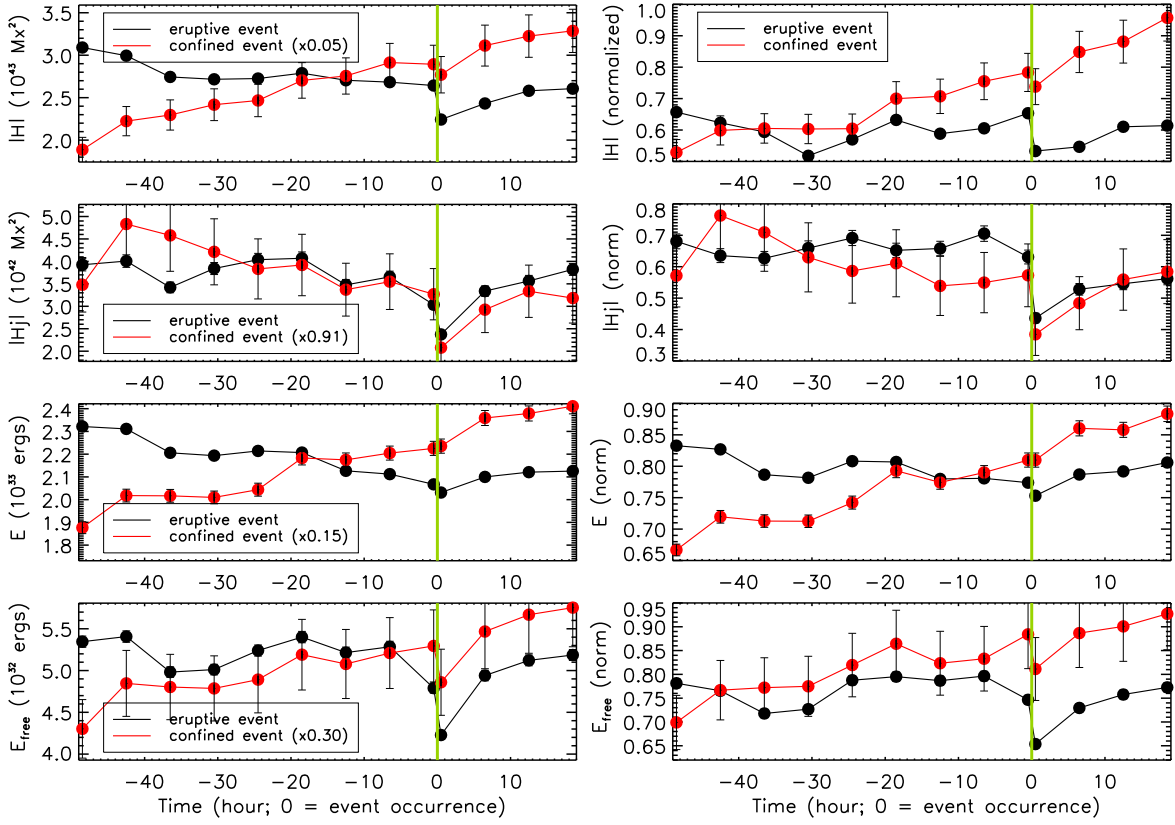 |H| (10⁴³ Mx²)
3.5
3.0
2.5
2.0
eruptive event
confined event (x0.05)
−40 −30 −20 −10 0 10
|H| (normalized)
1.0
0.9
0.8
0.7
0.6
0.5
eruptive event
confined event
−40 −30 −20 −10 0 10
|Hj| (10⁴² Mx²)
5.0
4.5
4.0
3.5
3.0
2.5
2.0
eruptive event
confined event (x0.91)
−40 −30 −20 −10 0 10
|Hj| (norm)
0.8
0.7
0.6
0.5
0.4
0.3
−40 −30 −20 −10 0 10
E (10³³ ergs)
2.4
2.3
2.2
2.1
2.0
1.9
1.8
eruptive event
confined event (x0.15)
−40 −30 −20 −10 0 10
E (norm)
0.90
0.85
0.80
0.75
0.70
0.65
−40 −30 −20 −10 0 10
E_free (10³² ergs)
5.5
5.0
4.5
4.0
eruptive event
confined event (x0.30)
−40 −30 −20 −10 0 10
Time (hour; 0 = event occurrence)
E_free (norm)
0.95
0.90
0.85
0.80
0.75
0.70
0.65
−40 −30 −20 −10 0 10
Time (hour; 0 = event occurrence)